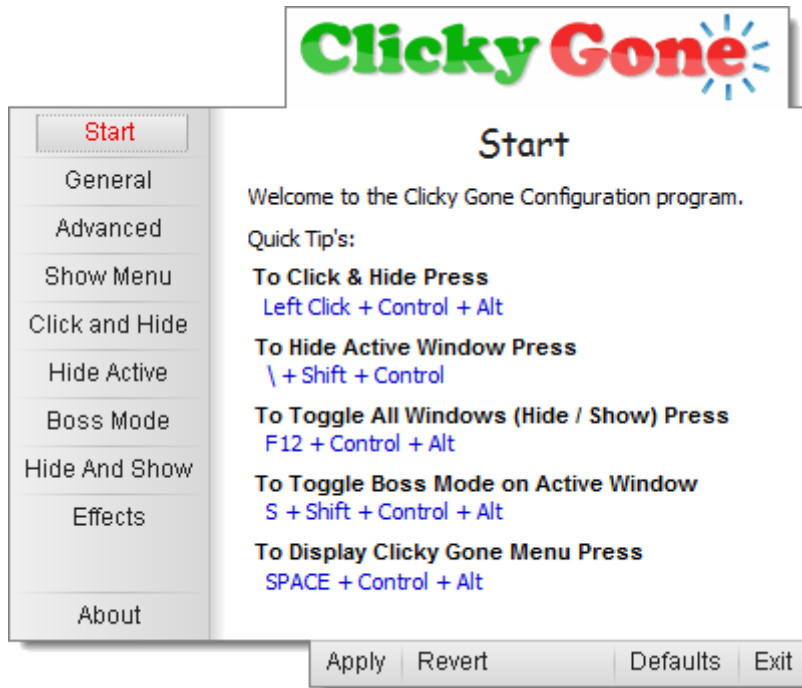 Clicky Gone
Start
General
Advanced
Show Menu
Click and Hide
Hide Active
Boss Mode
Hide And Show
Effects
About
Start
Welcome to the Clicky Gone Configuration program.
Quick Tip's:
To Click & Hide Press
Left Click + Control + Alt
To Hide Active Window Press
\ + Shift + Control
To Toggle All Windows (Hide / Show) Press
F12 + Control + Alt
To Toggle Boss Mode on Active Window
S + Shift + Control + Alt
To Display Clicky Gone Menu Press
SPACE + Control + Alt
Apply Revert Defaults Exit